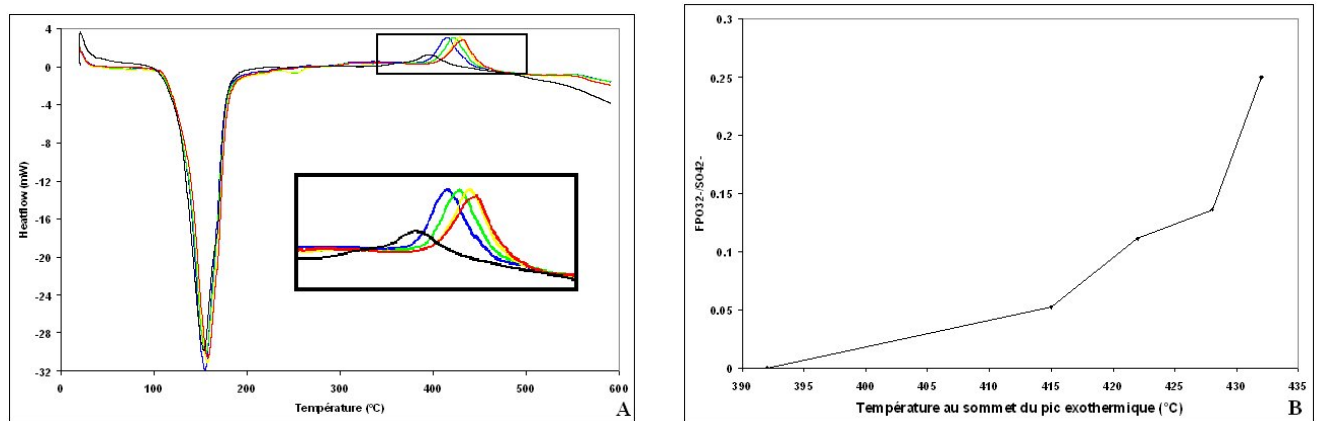 4
0
-4
-8
-12
-16
-20
-24
-28
-32
0 100 200 300 400 500 600
Heatflow (mW)
Température (°C)
A
0.3
0.25
0.2
0.15
0.1
0.05
0
390 395 400 405 410 415 420 425 430 435
FPO32-/SO42-
Température au sommet du pic exothermique (°C)
B